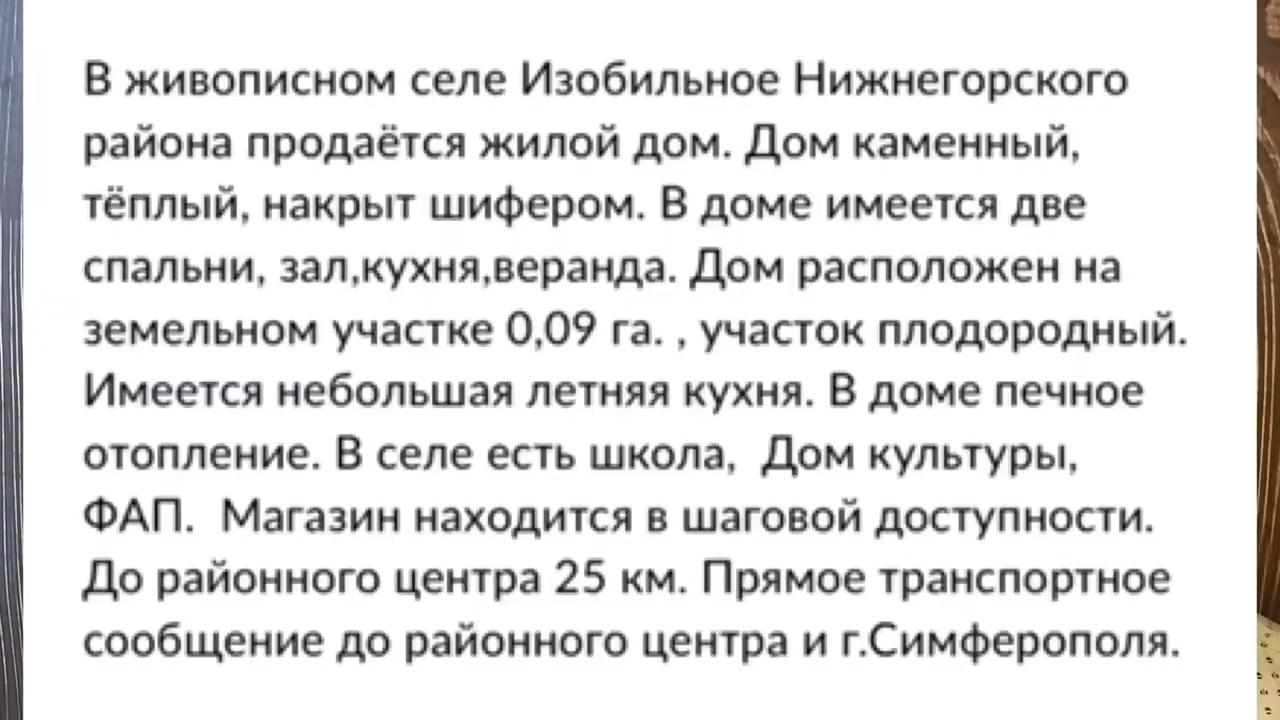 В живописном селе Изобильное Нижнегорского
района продаётся жилой дом. Дом каменный,
тёплый, накрыт шифером. В доме имеется две
спальни, зал,кухня,веранда. Дом расположен на
земельном участке 0,09 га. , участок плодородный.
Имеется небольшая летняя кухня. В доме печное
отопление. В селе есть школа,  Дом культуры,
ФАП.  Магазин находится в шаговой доступности.
До районного центра 25 км. Прямое транспортное
сообщение до районного центра и г.Симферополя.